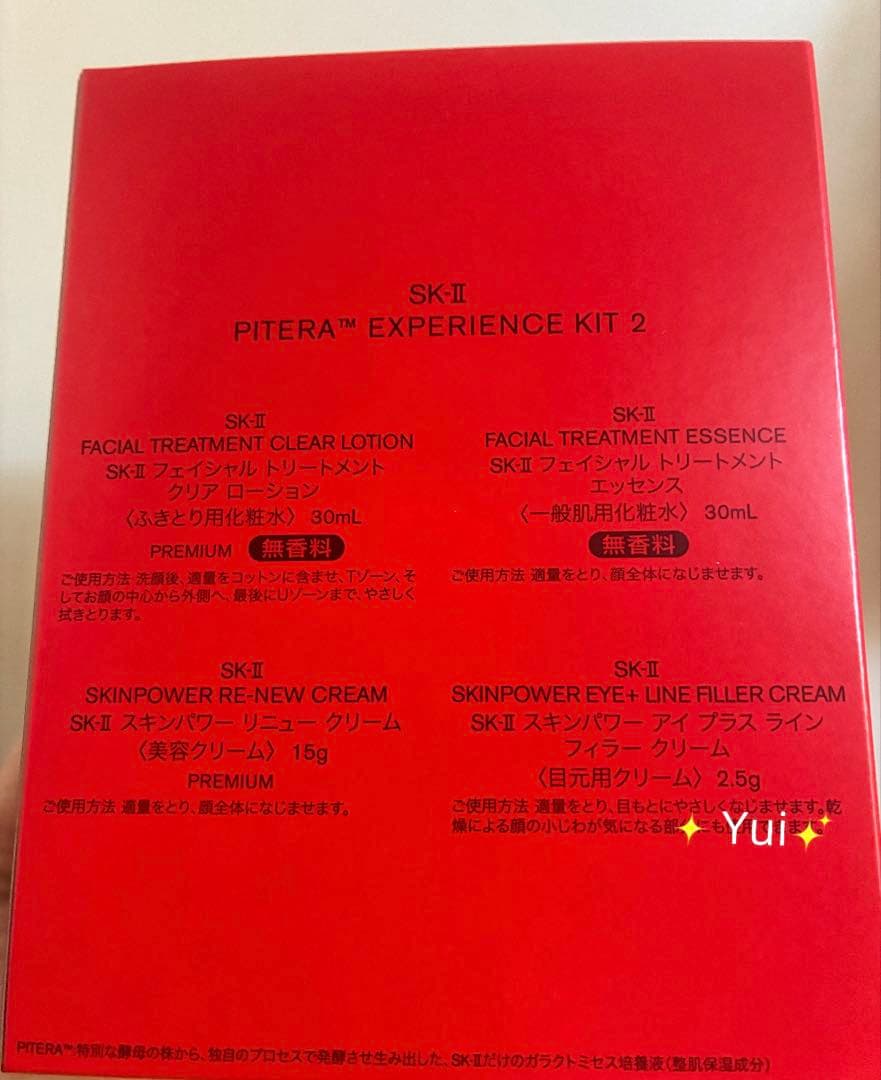 SK-II
PITERA™ EXPERIENCE KIT 2
SK-II
FACIAL TREATMENT CLEAR LOTION
SK-II フェイシャル トリートメント
クリア ローション
〈ふきとり用化粧水〉 30mL
PREMIUM 無香料
ご使用方法 洗顔後、適量をコットンに含ませ、Tゾーン、そ
してお顔の中心から外側へ、最後にUゾーンまで、やさしく
拭きとります。
SK-II
FACIAL TREATMENT ESSENCE
SK-II フェイシャル トリートメント
エッセンス
〈一般肌用化粧水〉 30mL
無香料
ご使用方法 適量をとり、顔全体になじませます。
SK-II
SKINPOWER RE-NEW CREAM
SK-II スキンパワー リニュー クリーム
〈美容クリーム〉 15g
PREMIUM
ご使用方法 適量をとり、顔全体になじませます。
SK-II
SKINPOWER EYE+ LINE FILLER CREAM
SK-II スキンパワー アイ プラス ライン
フィラー クリーム
〈目元用クリーム〉 2.5g
ご使用方法 適量をとり、目もとにやさしくなじませます。乾
燥による顔の小じわが気になる部 にも ます。
Yui
PITERA™:特別な酵母の株から、独自のプロセスで発酵させ生み出した、SK-IIだけのガラクトミセス培養液(整肌保湿成分)